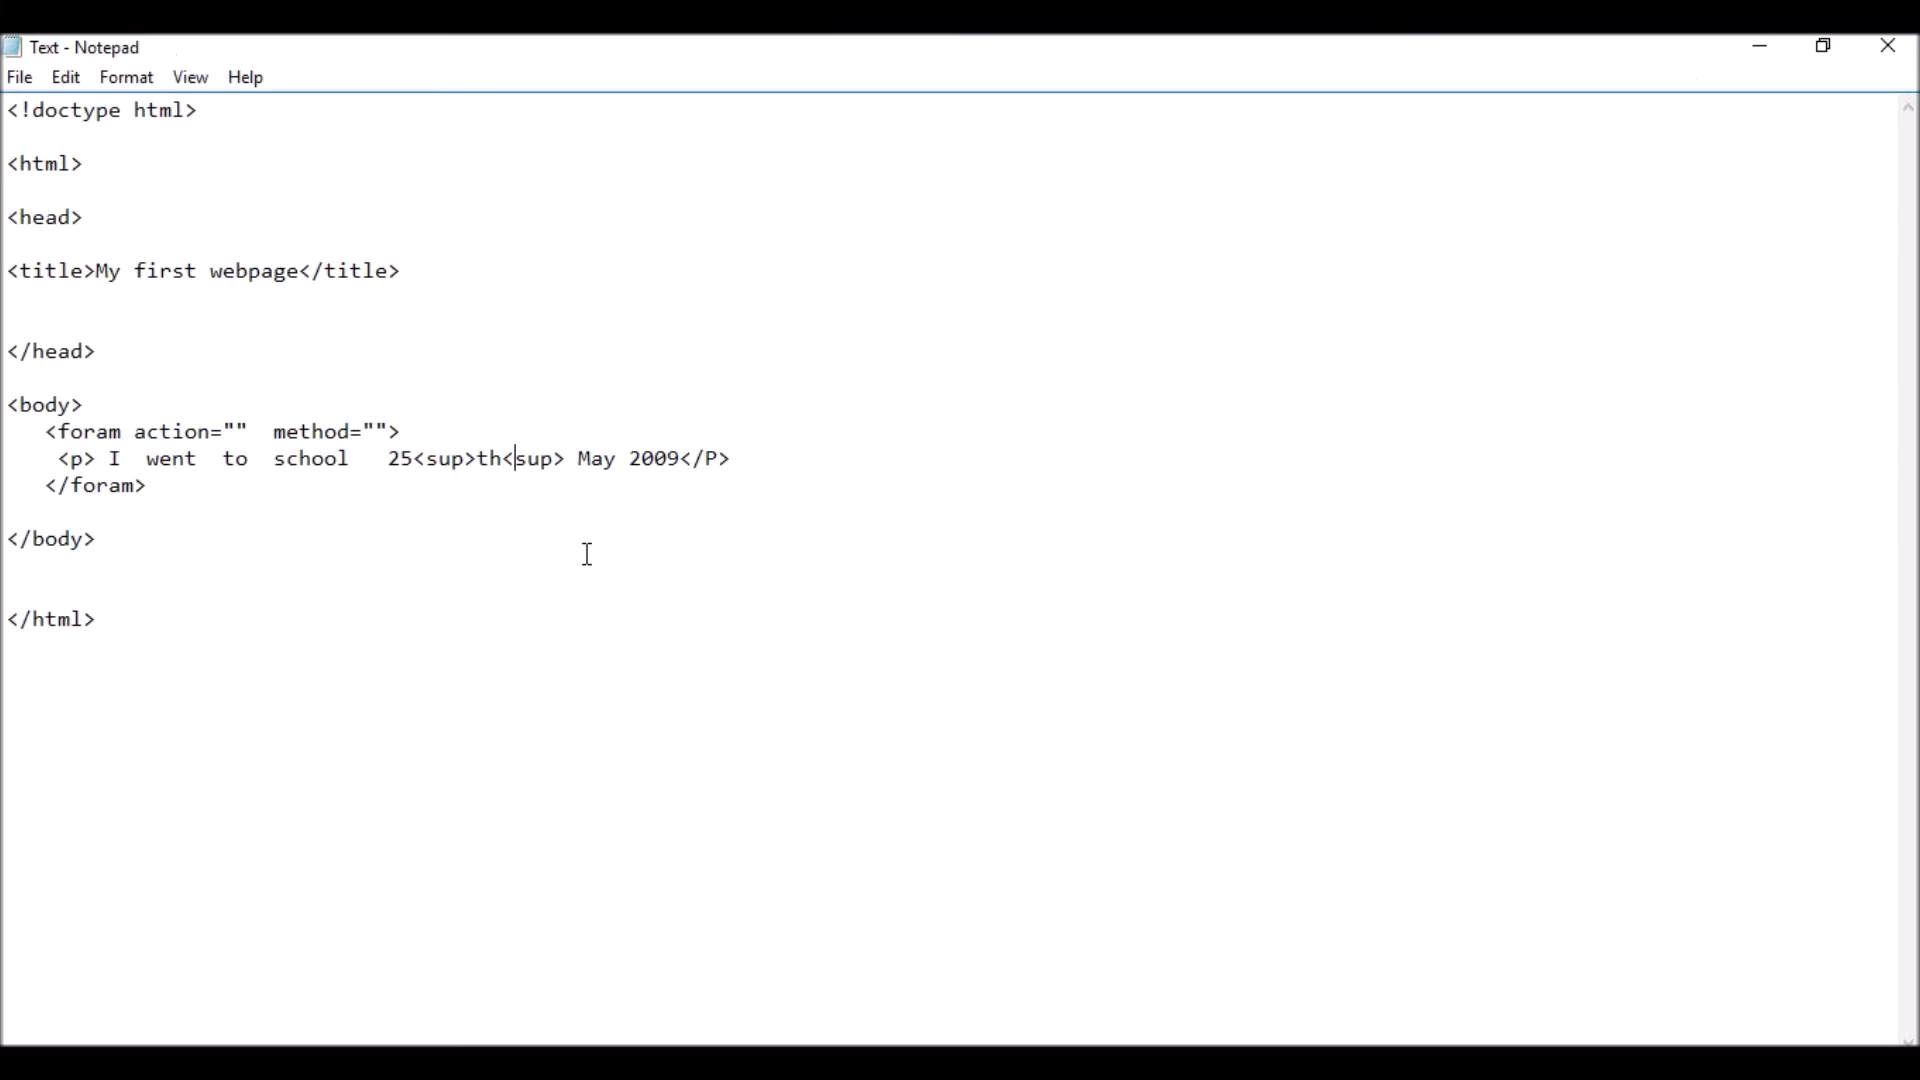 Text - Notepad
File Edit Format View Help
<!doctype html>
<html>
<head>
<title>My first webpage</title>
</head>
<body>
<foram action=""  method="">
<p> I  went  to  school   25<sup>th<sup> May 2009</P>
</foram>
</body>
</html>